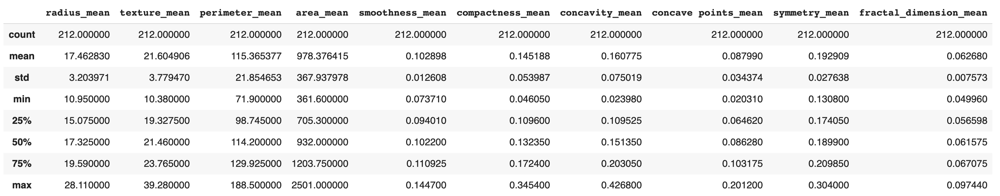 radius_mean texture_mean perimeter_mean area_mean smoothness_mean compactness_mean concavity_mean concave points_mean symmetry_mean fractal_dimension_mean
count 212.000000 212.000000 212.000000 212.000000 212.000000 212.000000 212.000000 212.000000 212.000000 212.000000
mean 17.462830 21.604906 115.365377 978.376415 0.102898 0.145188 0.160775 0.087990 0.192909 0.062680
std 3.203971 3.779470 21.854653 367.937978 0.012608 0.053987 0.075019 0.034374 0.027638 0.007573
min 10.950000 10.380000 71.900000 361.600000 0.073710 0.046050 0.023980 0.020310 0.130800 0.049960
25% 15.075000 19.327500 98.745000 705.300000 0.094010 0.109600 0.109525 0.064620 0.174050 0.056598
50% 17.325000 21.460000 114.200000 932.000000 0.102200 0.132350 0.151350 0.086280 0.189900 0.061575
75% 19.590000 23.765000 129.925000 1203.750000 0.110925 0.172400 0.203050 0.103175 0.209850 0.067075
max 28.110000 39.280000 188.500000 2501.000000 0.144700 0.345400 0.426800 0.201200 0.304000 0.097440